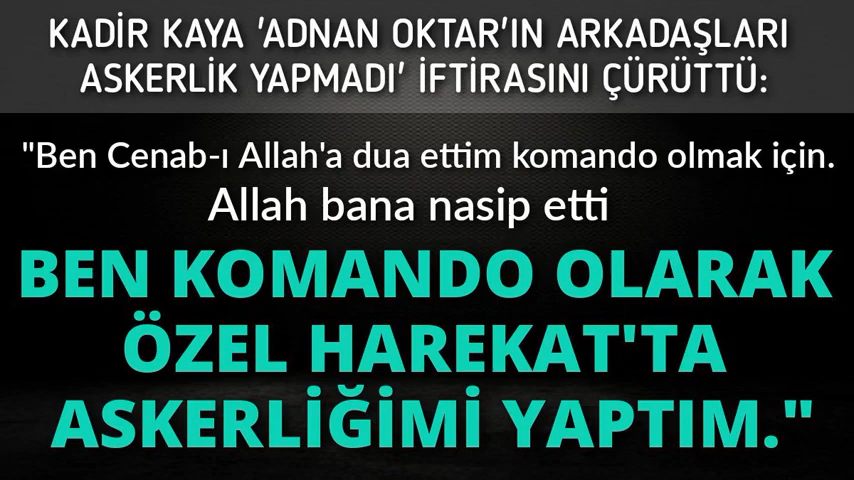 KADİR KAYA 'ADNAN OKTAR'IN ARKADAŞLARI
ASKERLİK YAPMADI' İFTİRASINI ÇÜRÜTTÜ:
"Ben Cenab-ı Allah'a dua ettim komando olmak için.
Allah bana nasip etti
BEN KOMANDO OLARAK
ÖZEL HAREKAT'TA
ASKERLİĞİMİ YAPTIM."